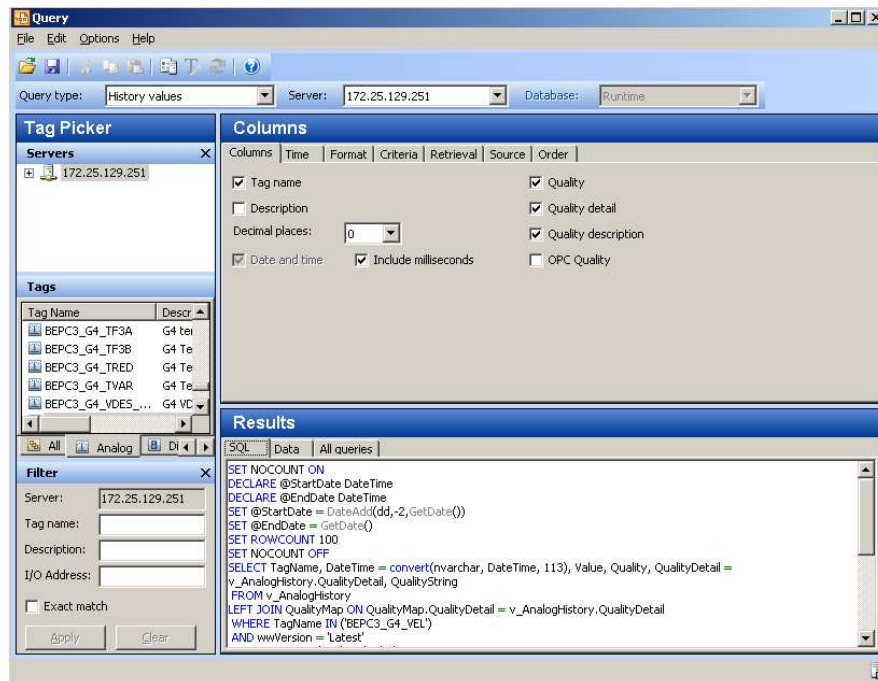 Query
File Edit Options Help
Query type: History values Server: 172.25.129.251 Database: Runtime
Tag Picker
Servers
172.25.129.251
Tags
Tag Name Descr
BEPC3_G4_TF3A G4 ter
BEPC3_G4_TF3B G4 Te
BEPC3_G4_TRED G4 Te
BEPC3_G4_TVAR G4 Te
BEPC3_G4_VDES_... G4 VD
All Analog Di
Filter
Server: 172.25.129.251
Tag name:
Description:
I/O Address:
Exact match
Apply Clear
Columns
Columns Time Format Criteria Retrieval Source Order
Tag name Quality
Description Quality detail
Decimal places: 0 Quality description
Date and time Include milliseconds OPC Quality
Results
SQL Data All queries
SET NOCOUNT ON
DECLARE @StartDate DateTime
DECLARE @EndDate DateTime
SET @StartDate = DateAdd(dd,-2,GetDate())
SET @EndDate = GetDate()
SET ROWCOUNT 100
SET NOCOUNT OFF
SELECT TagName, DateTime = convert(nvarchar, DateTime, 113), Value, Quality, QualityDetail =
v_AnalogHistory.QualityDetail, QualityString
FROM v_AnalogHistory
LEFT JOIN QualityMap ON QualityMap.QualityDetail = v_AnalogHistory.QualityDetail
WHERE TagName IN ('BEPC3_G4_VEL')
AND wwVersion = 'Latest'